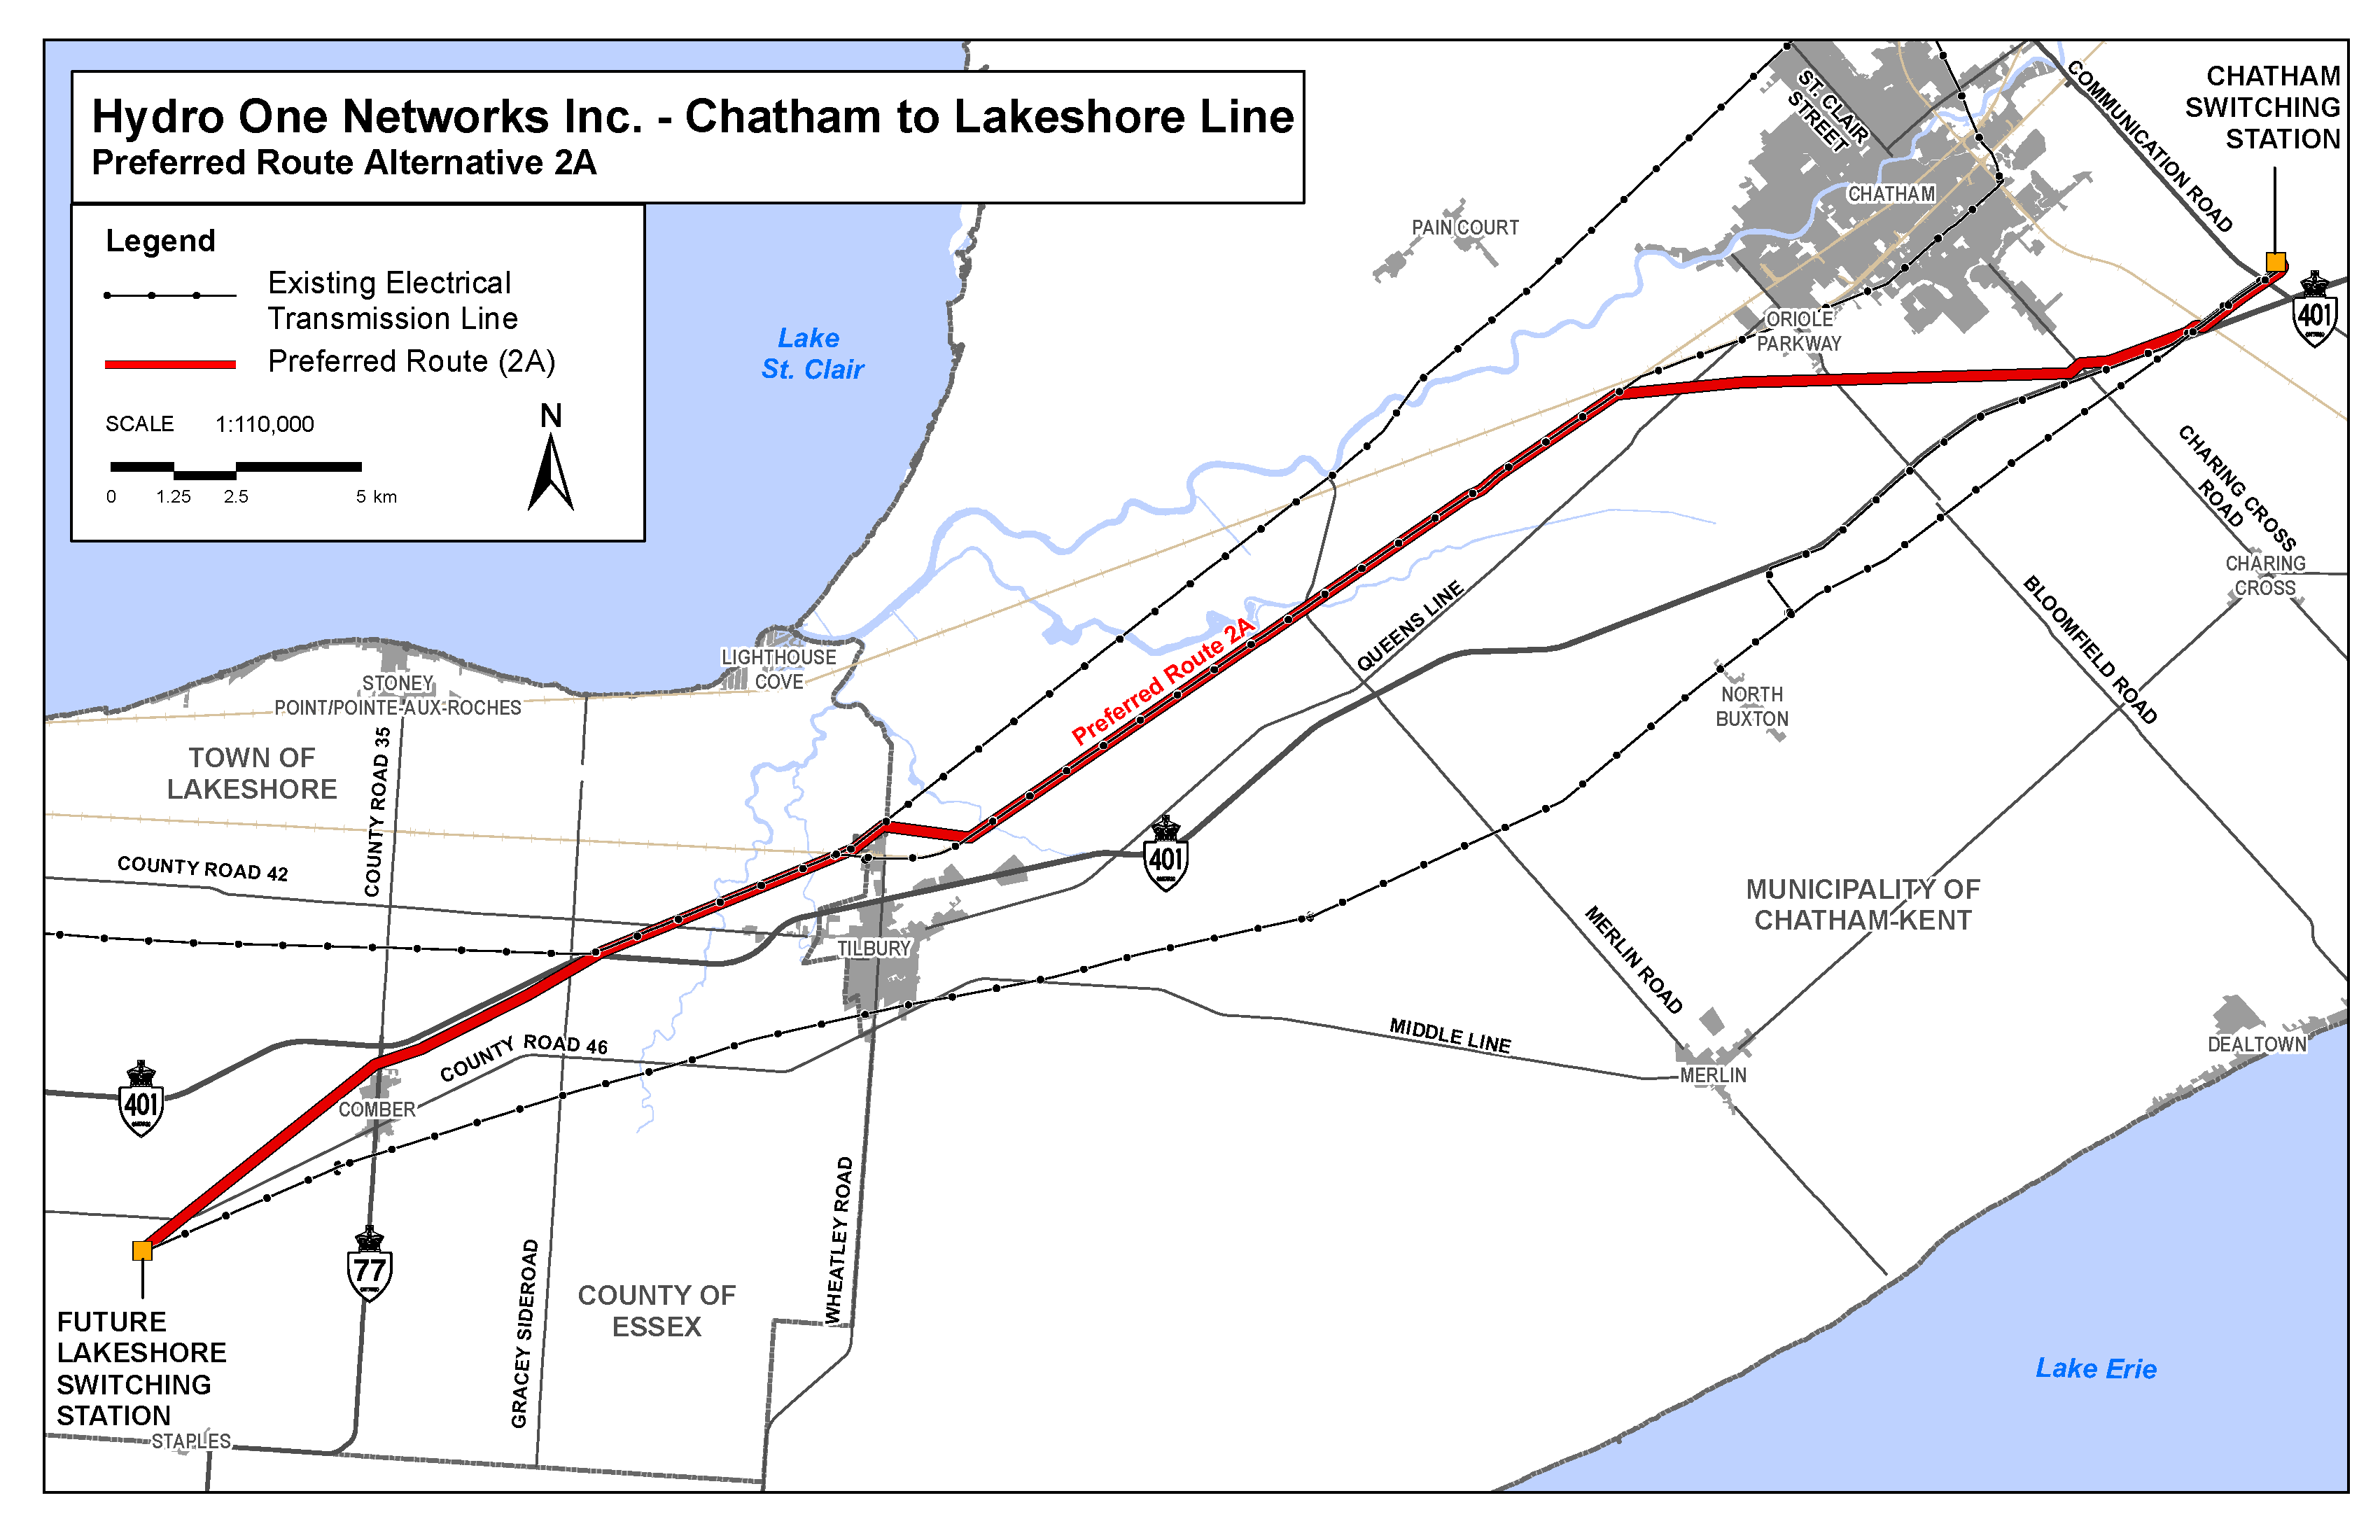 Hydro One Networks Inc. - Chatham to Lakeshore Line
Preferred Route Alternative 2A
Legend
Existing Electrical
Transmission Line
Preferred Route (2A)
SCALE 1:110,000
N
0 1.25 2.5 5 km
Lake
St. Clair
PAIN COURT
ST. CLAIR
STREET
CHATHAM
COMMUNICATION ROAD
CHATHAM
SWITCHING
STATION
401
ORIOLE
PARKWAY
CHARING CROSS
ROAD
CHARING
CROSS
BLOOMFIELD ROAD
QUEENS LINE
Preferred Route 2A
LIGHTHOUSE
COVE
STONEY
POINT/POINTE-AUX-ROCHES
NORTH
BUXTON
TOWN OF
LAKESHORE
COUNTY ROAD 35
COUNTY ROAD 42
401
MUNICIPALITY OF
CHATHAM-KENT
TILBURY
MERLIN ROAD
MIDDLE LINE
MERLIN
DEALTOWN
COUNTY ROAD 46
401
COMBER
77
WHEATLEY ROAD
GRACEY SIDEROAD
COUNTY OF
ESSEX
FUTURE
LAKESHORE
SWITCHING
STATION
STAPLES
Lake Erie